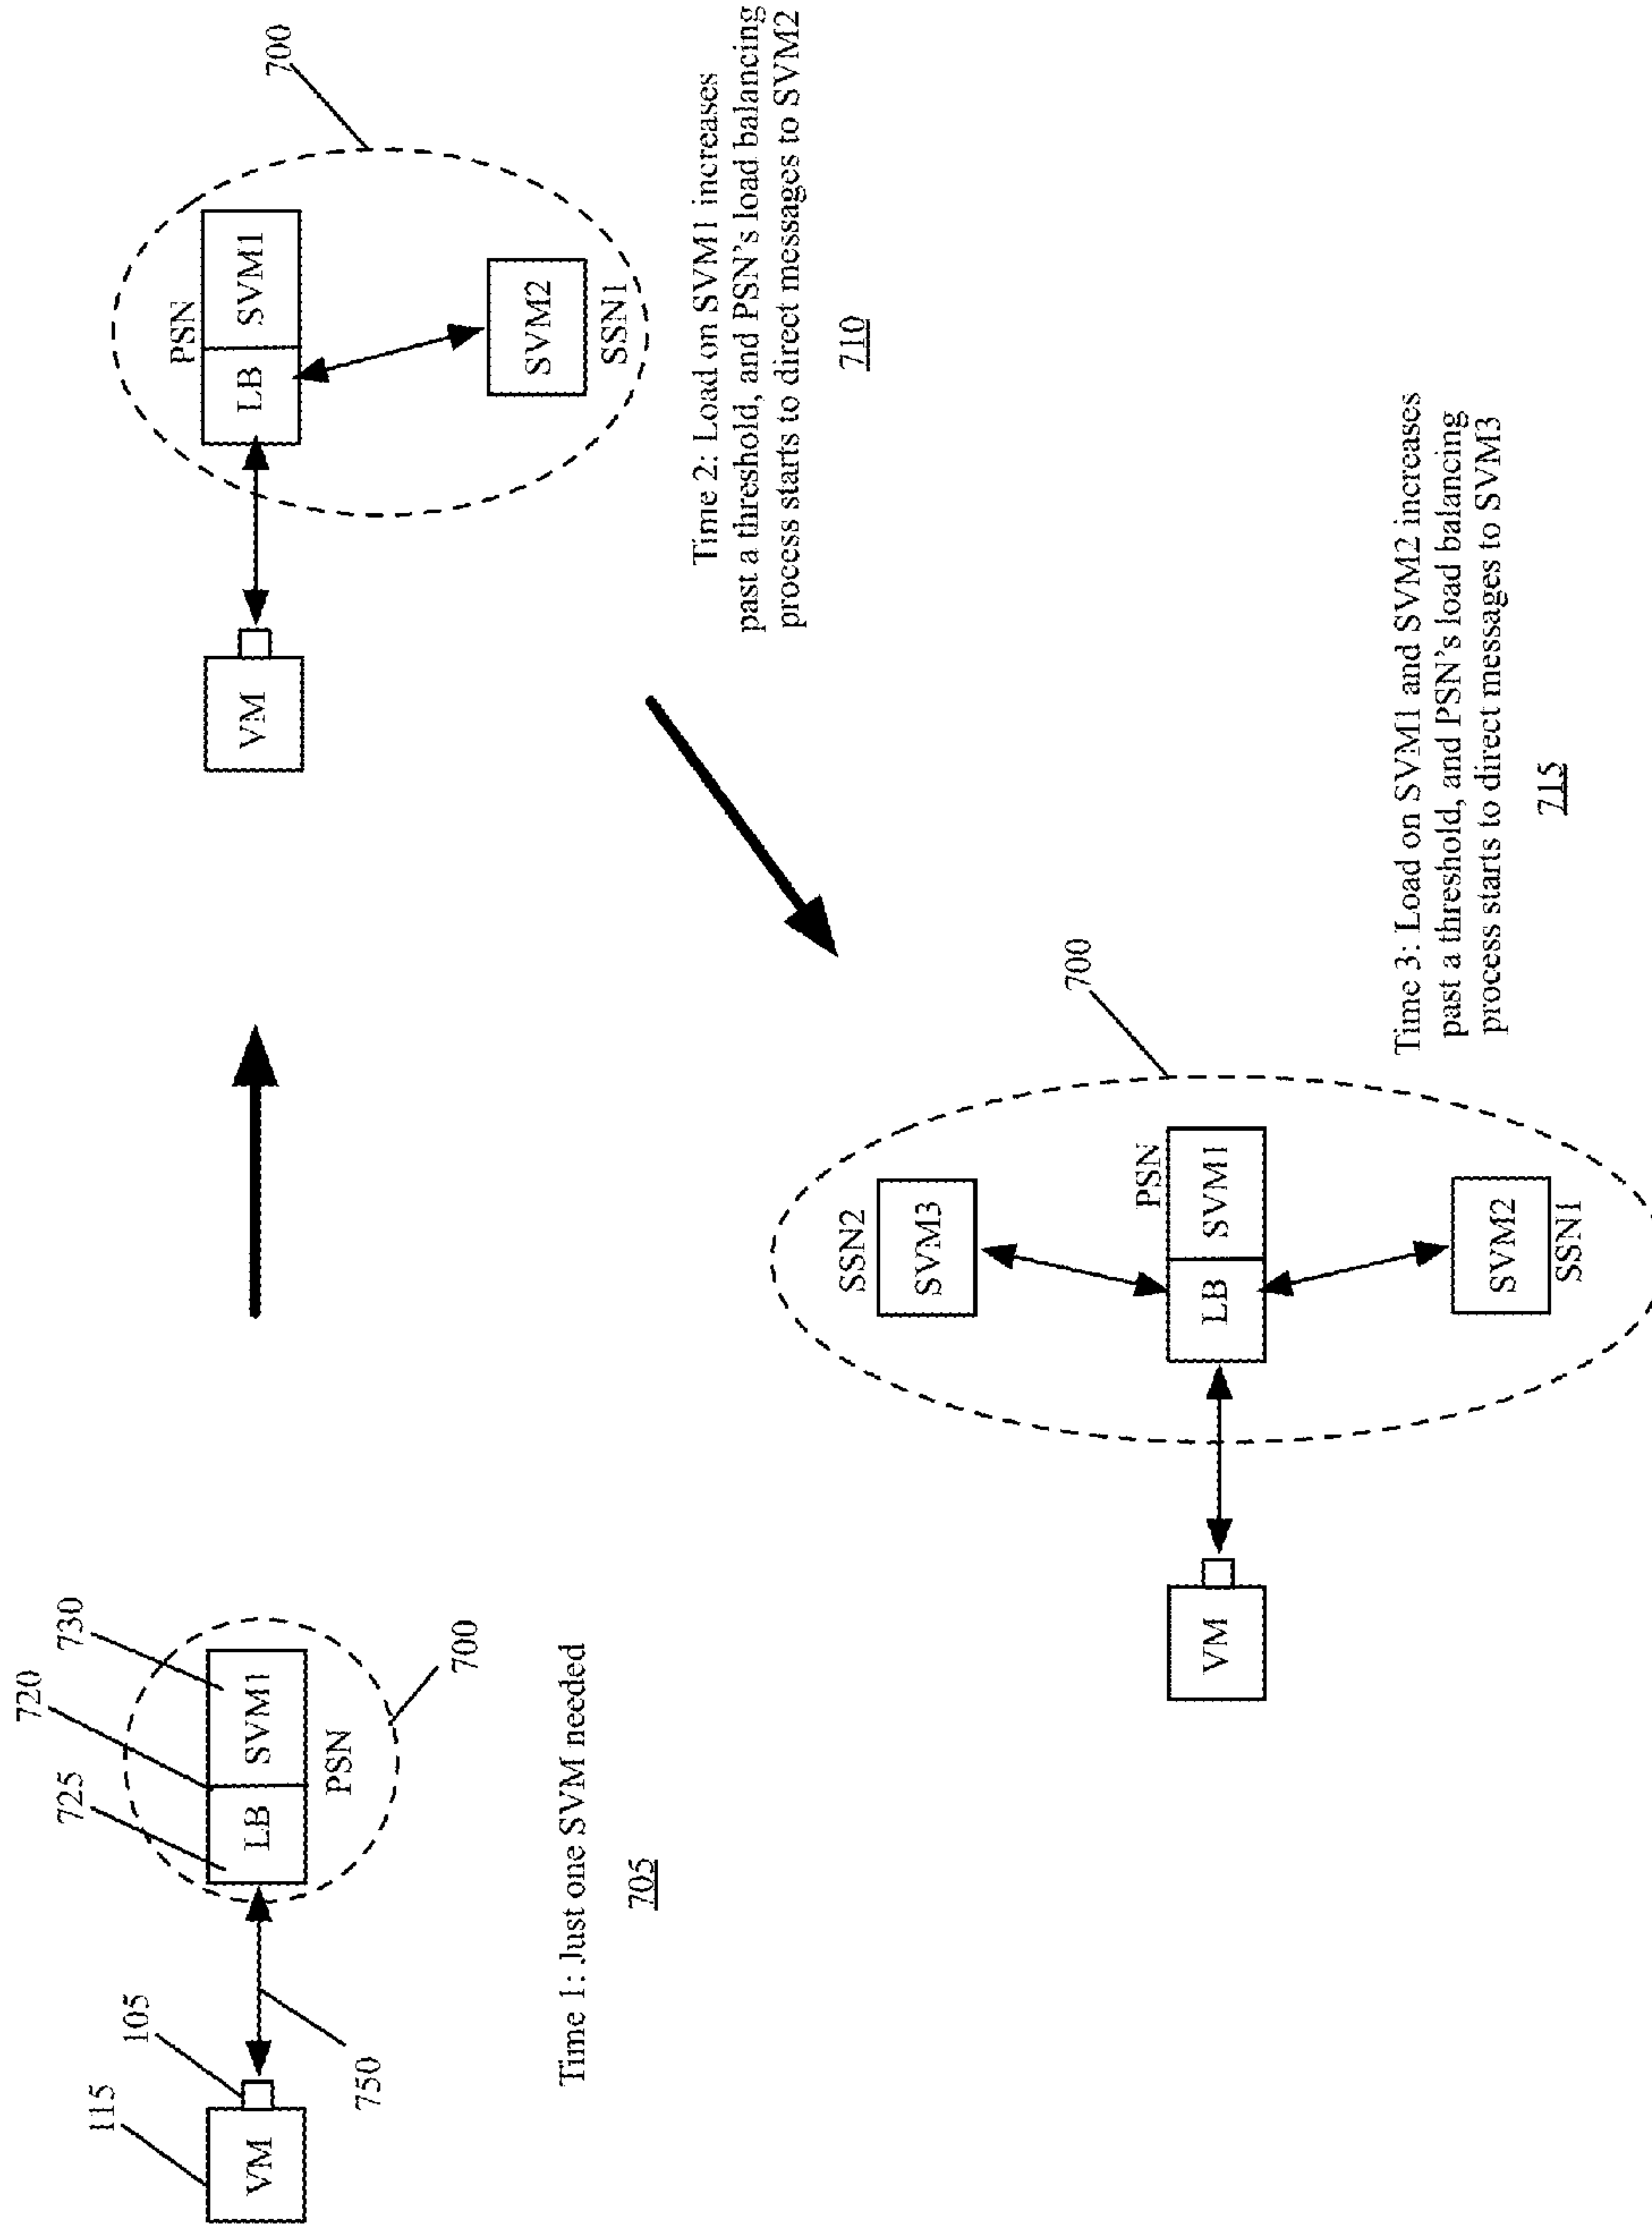 115
105
750
VM
720
725
730
LB
SVM1
PSN
700
Time 1: Just one SVM needed
705
700
VM
PSN
LB
SVM1
SVM2
SSN1
Time 2: Load on SVM1 increases
past a threshold, and PSN's load balancing
process starts to direct messages to SVM2
710
700
VM
SSN2
SVM3
PSN
LB
SVM1
SVM2
SSN1
Time 3: Load on SVM1 and SVM2 increases
past a threshold, and PSN's load balancing
process starts to direct messages to SVM3
715